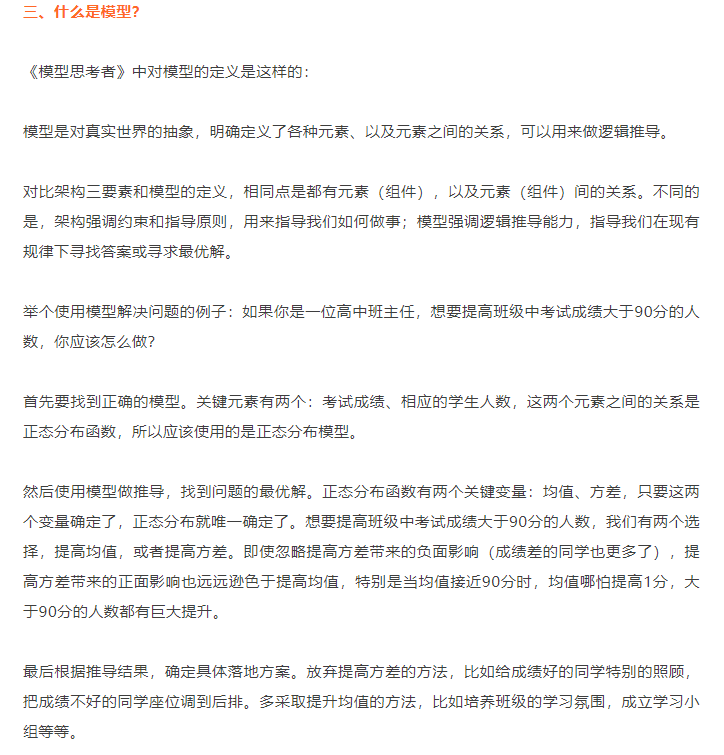 三、什么是模型?
《模型思考者》中对模型的定义是这样的：
模型是对真实世界的抽象，明确定义了各种元素、以及元素之间的关系，可以用来做逻辑推导。
对比架构三要素和模型的定义，相同点是都有元素（组件），以及元素（组件）间的关系。不同的
是，架构强调约束和指导原则，用来指导我们如何做事；模型强调逻辑推导能力，指导我们在现有
规律下寻找答案或寻求最优解。
举个使用模型解决问题的例子：如果你是一位高中班主任，想要提高班级中考试成绩大于90分的人
数，你应该怎么做?
首先要找到正确的模型。关键元素有两个：考试成绩、相应的学生人数，这两个元素之间的关系是
正态分布函数，所以应该使用的是正态分布模型。
然后使用模型做推导，找到问题的最优解。正态分布函数有两个关键变量：均值、方差，只要这两
个变量确定了，正态分布就唯一确定了。想要提高班级中考试成绩大于90分的人数，我们有两个选
择，提高均值，或者提高方差。即使忽略提高方差带来的负面影响（成绩差的同学也更多了），提
高方差带来的正面影响也远远逊色于提高均值，特别是当均值接近90分时，均值哪怕提高1分，大
于90分的人数都有巨大提升。
最后根据推导结果，确定具体落地方案。放弃提高方差的方法，比如给成绩好的同学特别的照顾，
把成绩不好的同学座位调到后排。多采取提升均值的方法，比如培养班级的学习氛围，成立学习小
组等等。